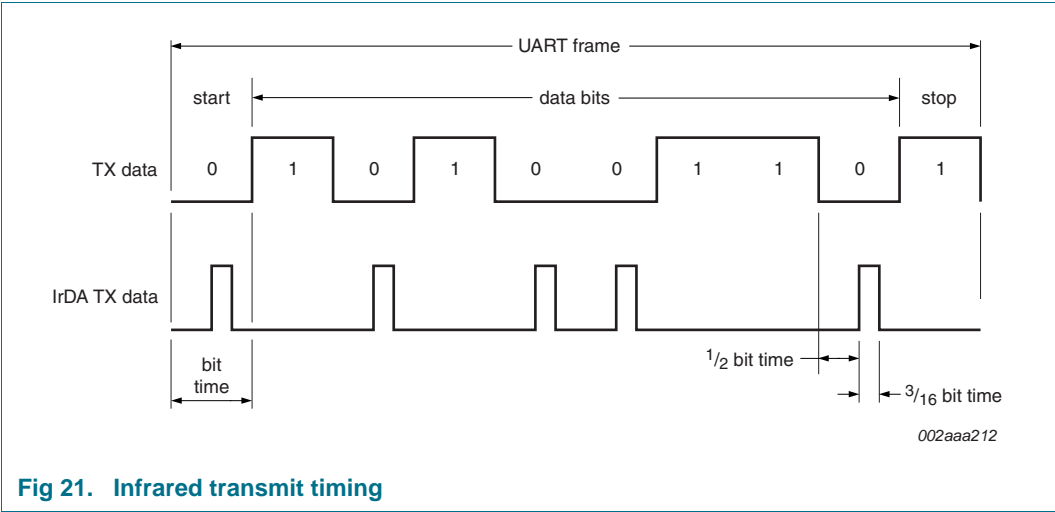 UART frame
start data bits stop
TX data 0 1 0 1 0 0 1 1 0 1
IrDA TX data
bit
time
1/2 bit time
3/16 bit time
002aaa212
Fig 21. Infrared transmit timing